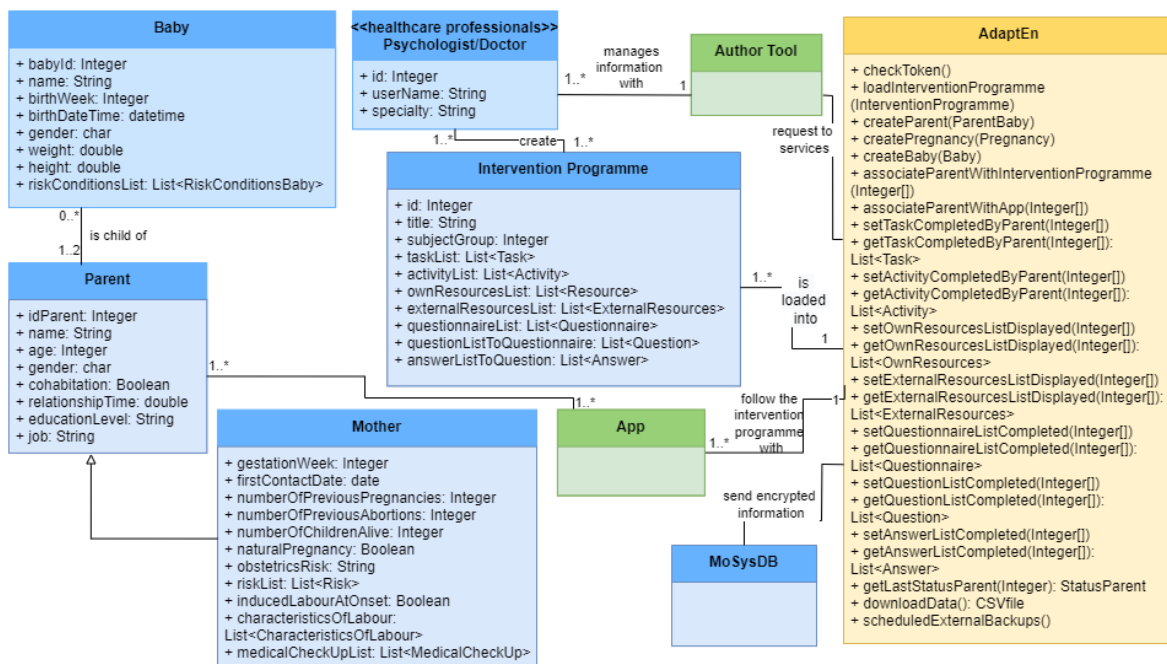 Baby
+ babyId: Integer
+ name: String
+ birthWeek: Integer
+ birthDateTime: datetime
+ gender: char
+ weight: double
+ height: double
+ riskConditionsList: List<RiskConditionsBaby>
0..*
is child of
1..2
Parent
+ idParent: Integer
+ name: String
+ age: Integer
+ gender: char
+ cohabitation: Boolean
+ relationshipTime: double
+ educationLevel: String
+ job: String
1..*
1..*
Mother
+ gestationWeek: Integer
+ firstContactDate: date
+ numberOfPreviousPregnancies: Integer
+ numberOfPreviousAbortions: Integer
+ numberOfChildrenAlive: Integer
+ naturalPregnancy: Boolean
+ obstetricsRisk: String
+ riskList: List<Risk>
+ inducedLabourAtOnset: Boolean
+ characteristicsOfLabour:
List<CharacteristicsOfLabour>
+ medicalCheckUpList: List<MedicalCheckUp>
<<healthcare professionals>>
Psychologist/Doctor
+ id: Integer
+ userName: String
+ specialty: String
1..*
manages
information
with
1
1..*
create
1..*
Intervention Programme
+ id: Integer
+ title: String
+ subjectGroup: Integer
+ taskList: List<Task>
+ activityList: List<Activity>
+ ownResourcesList: List<Resource>
+ externalResourcesList: List<ExternalResources>
+ questionnaireList: List<Questionnaire>
+ questionListToQuestionnaire: List<Question>
+ answerListToQuestion: List<Answer>
Author Tool
request to
services
1..*
is
loaded
into
1
App
1..*
follow the
intervention
programme
with
1
send encrypted
information
MoSysDB
AdaptEn
+ checkToken()
+ loadInterventionProgramme
(InterventionProgramme)
+ createParent(ParentBaby)
+ createPregnancy(Pregnancy)
+ createBaby(Baby)
+ associateParentWithInterventionProgramme
(Integer[])
+ associateParentWithApp(Integer[])
+ setTaskCompletedByParent(Integer[])
+ getTaskCompletedByParent(Integer[]):
List<Task>
+ setActivityCompletedByParent(Integer[])
+ getActivityCompletedByParent(Integer[]):
List<Activity>
+ setOwnResourcesListDisplayed(Integer[])
+ getOwnResourcesListDisplayed(Integer[]):
List<OwnResources>
+ setExternalResourcesListDisplayed(Integer[])
+ getExternalResourcesListDisplayed(Integer[]):
List<ExternalResources>
+ setQuestionnaireListCompleted(Integer[])
+ getQuestionnaireListCompleted(Integer[]):
List<Questionnaire>
+ setQuestionListCompleted(Integer[])
+ getQuestionListCompleted(Integer[]):
List<Question>
+ setAnswerListCompleted(Integer[])
+ getAnswerListCompleted(Integer[]):
List<Answer>
+ getLastStatusParent(Integer): StatusParent
+ downloadData(): CSVfile
+ scheduledExternalBackups()